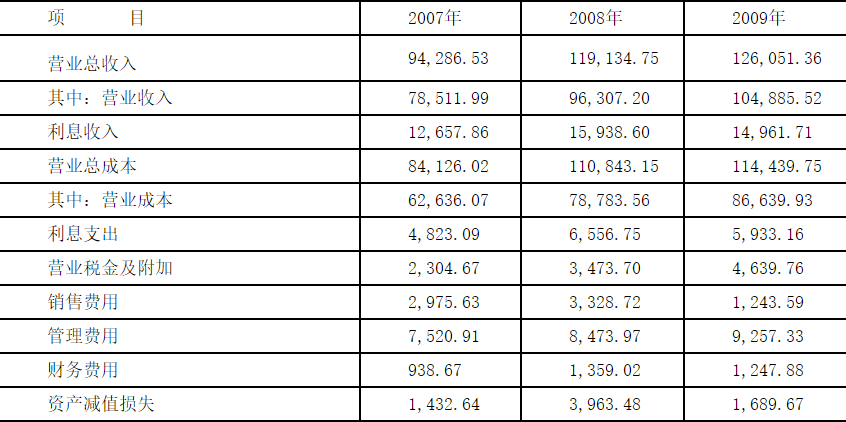 项 目 2007年 2008年 2009年
营业总收入 94,286.53 119,134.75 126,051.36
其中：营业收入 78,511.99 96,307.20 104,885.52
利息收入 12,657.86 15,938.60 14,961.71
营业总成本 84,126.02 110,843.15 114,439.75
其中：营业成本 62,636.07 78,783.56 86,639.93
利息支出 4,823.09 6,556.75 5,933.16
营业税金及附加 2,304.67 3,473.70 4,639.76
销售费用 2,975.63 3,328.72 1,243.59
管理费用 7,520.91 8,473.97 9,257.33
财务费用 938.67 1,359.02 1,247.88
资产减值损失 1,432.64 3,963.48 1,689.67